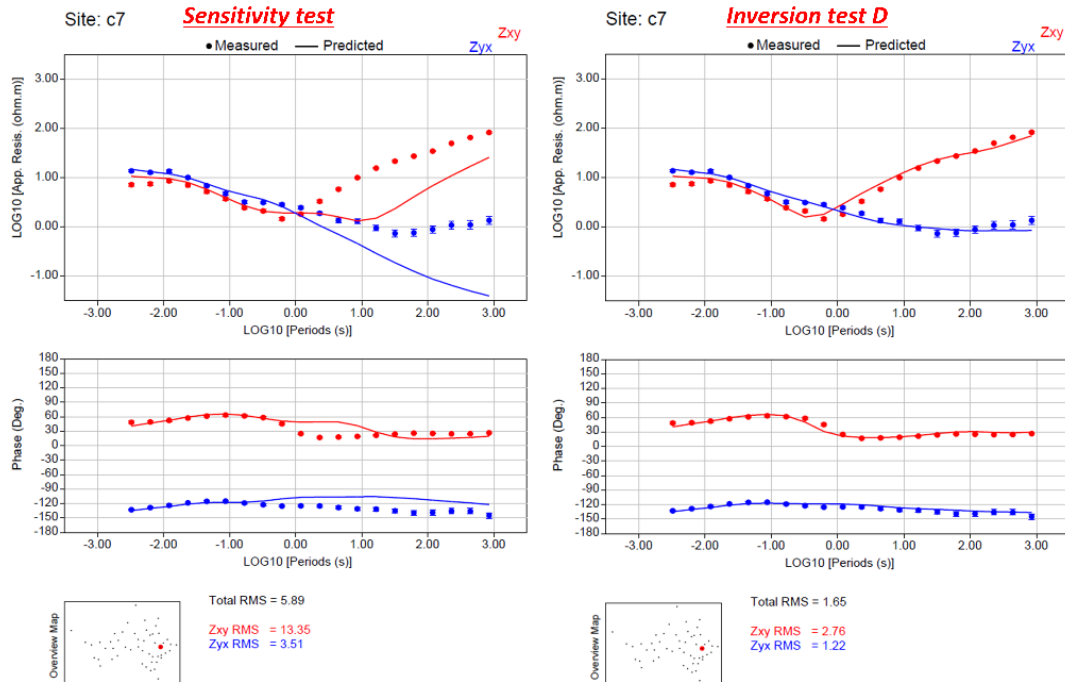 Site: c7 Sensitivity test
Measured Predicted Zxy
Zyx
LOG10 [App. Resis. (ohm.m)]
3.00
2.00
1.00
0.00
-1.00
-3.00 -2.00 -1.00 0.00 1.00 2.00 3.00
LOG10 [Periods (s)]
Phase (Deg.)
180
150
120
90
60
30
0
-30
-60
-90
-120
-150
-180
-3.00 -2.00 -1.00 0.00 1.00 2.00 3.00
LOG10 [Periods (s)]
Overview Map
Total RMS = 5.89
Zxy RMS = 13.35
Zyx RMS = 3.51
Site: c7 Inversion test D
Measured Predicted Zxy
Zyx
LOG10 [App. Resis. (ohm.m)]
3.00
2.00
1.00
0.00
-1.00
-3.00 -2.00 -1.00 0.00 1.00 2.00 3.00
LOG10 [Periods (s)]
Phase (Deg.)
180
150
120
90
60
30
0
-30
-60
-90
-120
-150
-180
-3.00 -2.00 -1.00 0.00 1.00 2.00 3.00
LOG10 [Periods (s)]
Overview Map
Total RMS = 1.65
Zxy RMS = 2.76
Zyx RMS = 1.22